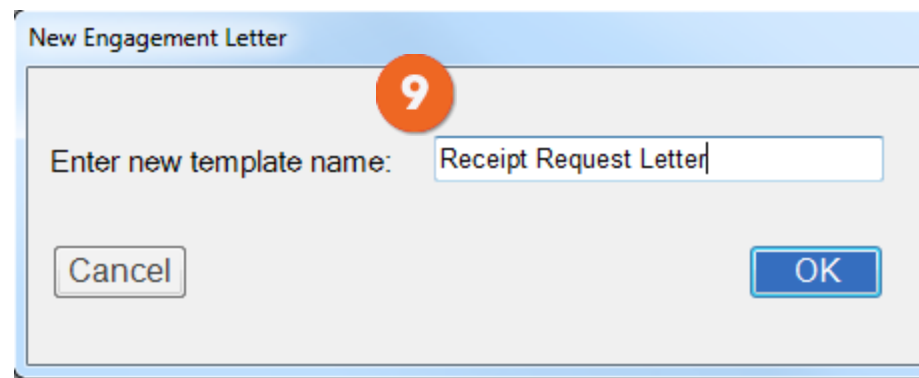 New Engagement Letter
9
Enter new template name: Receipt Request Letter
Cancel OK